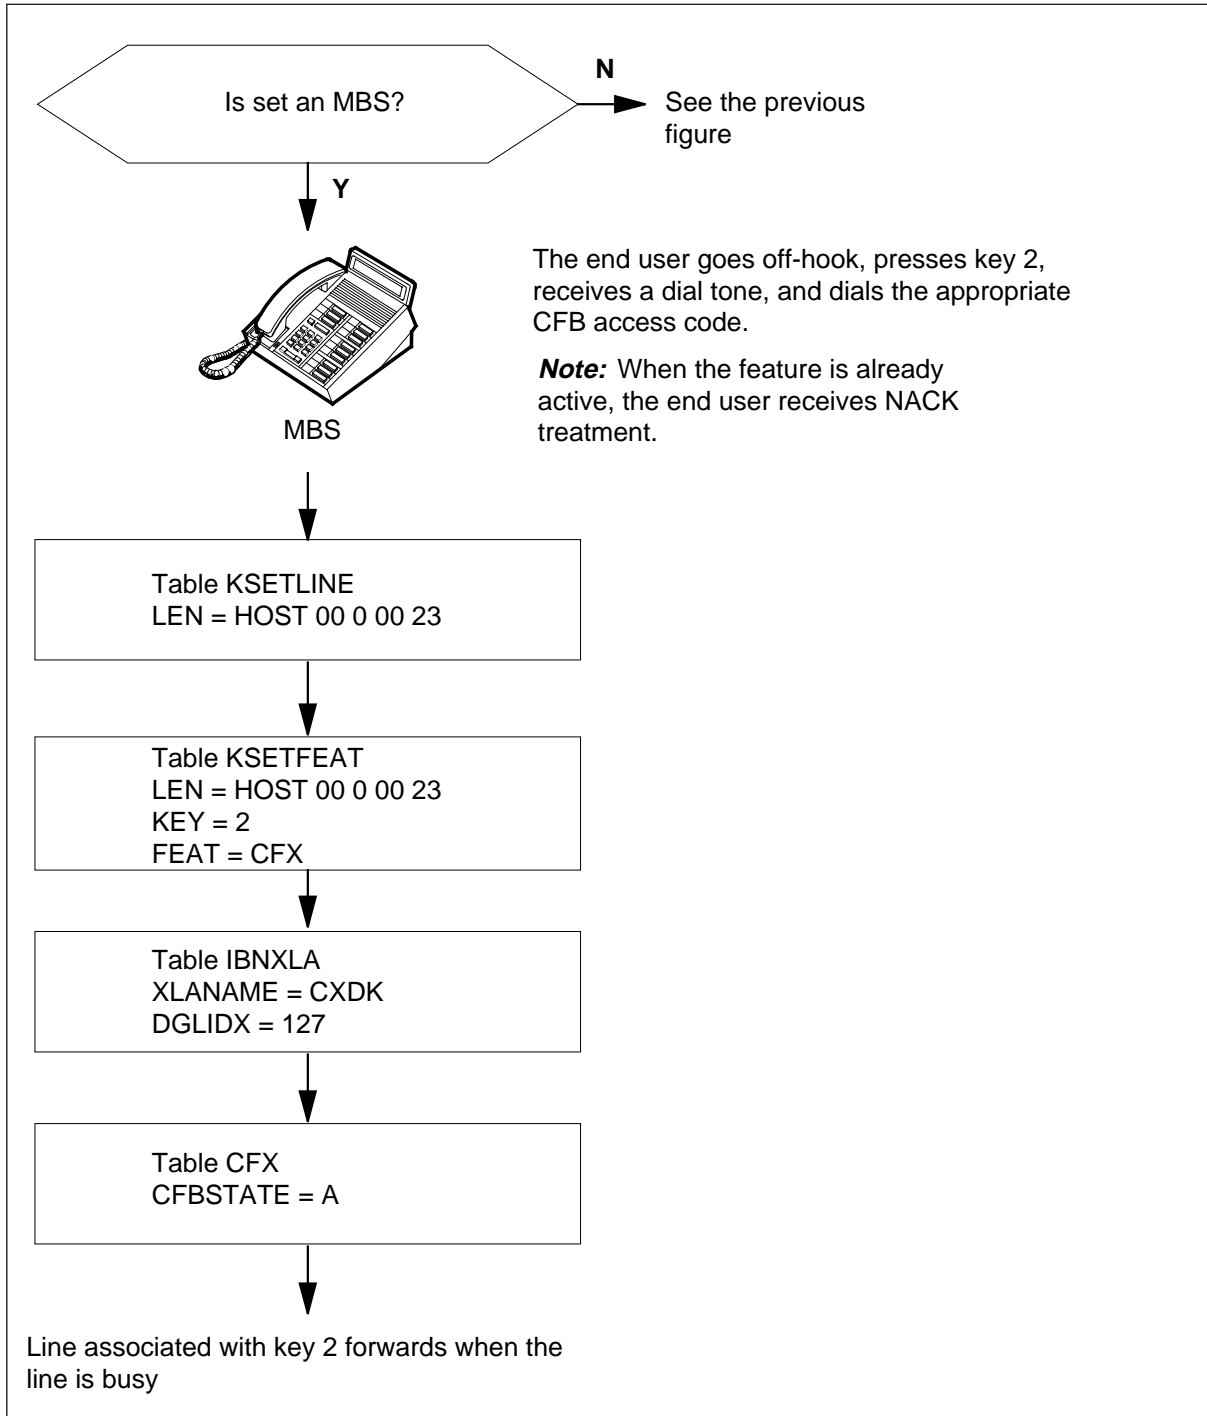 Is set an MBS?
N
See the previous
figure
Y
The end user goes off-hook, presses key 2,
receives a dial tone, and dials the appropriate
CFB access code.
Note: When the feature is already
active, the end user receives NACK
treatment.
MBS
Table KSETLINE
LEN = HOST 00 0 00 23
Table KSETFEAT
LEN = HOST 00 0 00 23
KEY = 2
FEAT = CFX
Table IBNXLA
XLANAME = CXDK
DGLIDX = 127
Table CFX
CFBSTATE = A
Line associated with key 2 forwards when the
line is busy